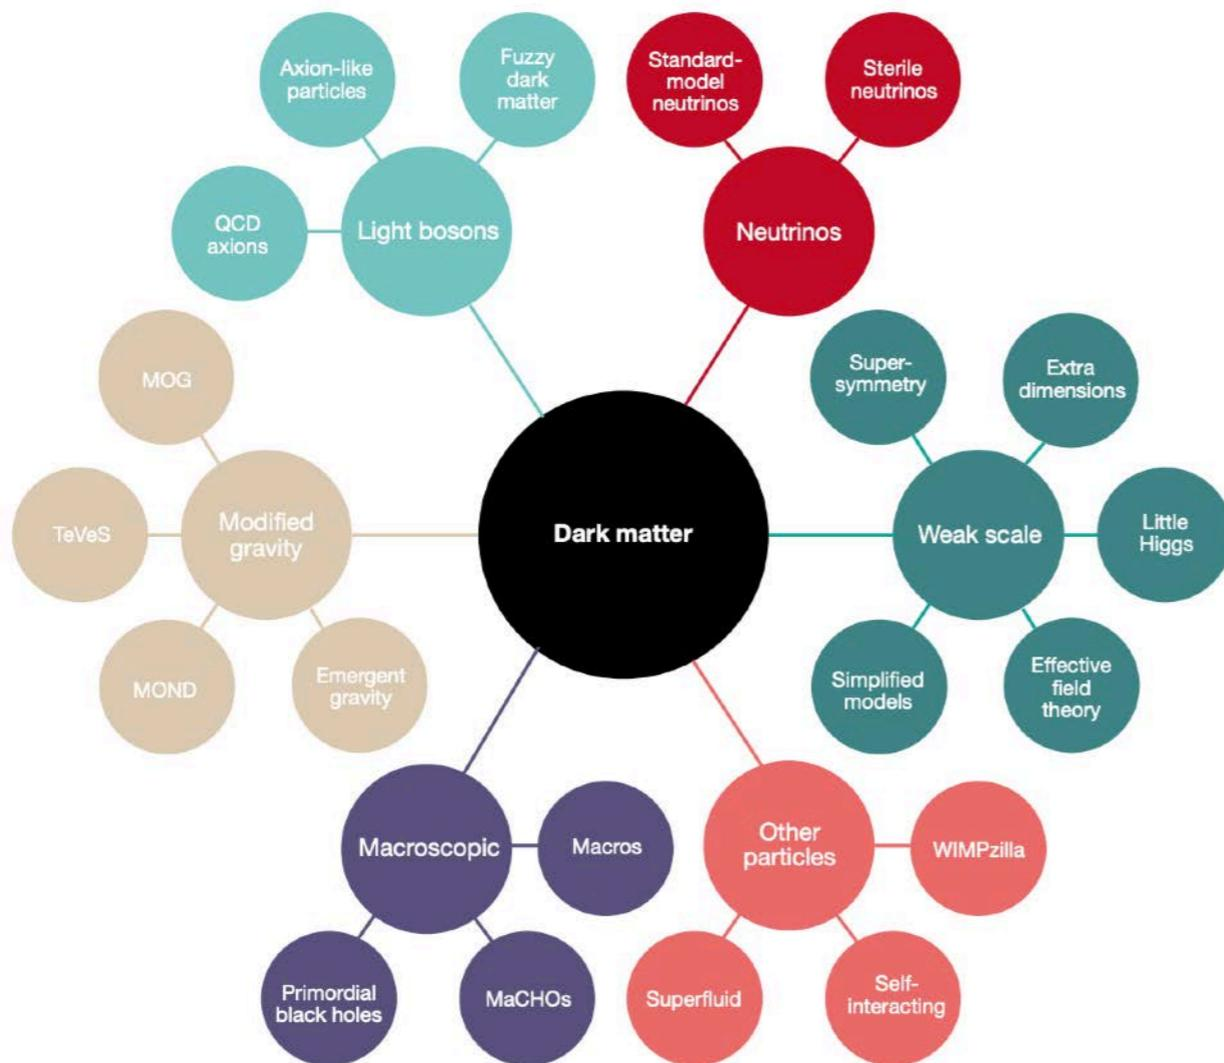 Axion-like
particles
Fuzzy
dark
matter
QCD
axions
Light bosons
Standard-
model
neutrinos
Sterile
neutrinos
Neutrinos
MOG
TeVeS
Modified
gravity
MOND
Emergent
gravity
Dark matter
Super-
symmetry
Extra
dimensions
Weak scale
Little
Higgs
Simplified
models
Effective
field
theory
Macroscopic
Macros
Primordial
black holes
MaCHOs
Other
particles
WIMPzilla
Superfluid
Self-
interacting